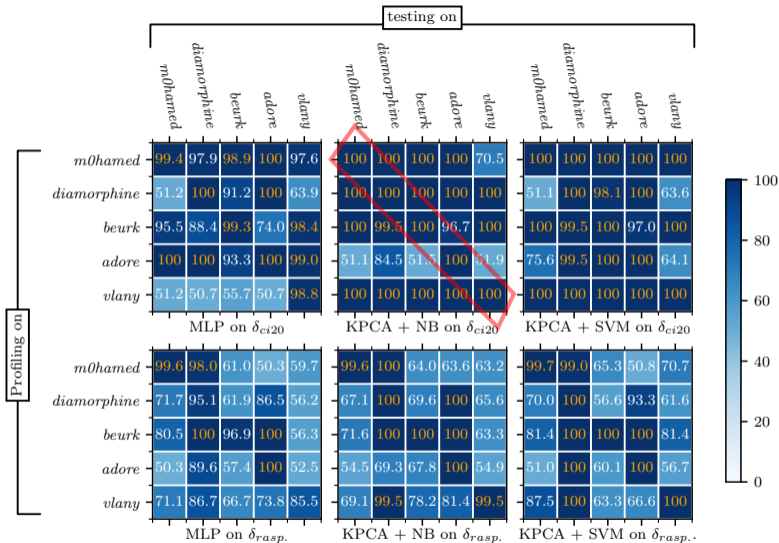 testing on
m0hamed diamorphine beurk adore vlany m0hamed diamorphine beurk adore vlany m0hamed diamorphine beurk adore vlany
m0hamed 99.4 97.9 98.9 100 97.6 100 100 100 100 70.5 100 100 100 100 100
diamorphine 51.2 100 91.2 100 63.9 100 100 100 100 100 51.1 100 98.1 100 63.6
beurk 95.5 88.4 99.3 74.0 98.4 100 99.5 100 96.7 100 100 99.5 100 97.0 100
adore 100 100 93.3 100 99.0 51.1 84.5 51.5 100 51.9 75.6 99.5 100 100 64.1
vlany 51.2 50.7 55.7 50.7 98.8 100 100 100 100 100 100 100 100 100 100
MLP on δci20 KPCA + NB on δci20 KPCA + SVM on δci20
Profiling on
m0hamed 99.6 98.0 61.0 50.3 59.7 99.6 100 64.0 63.6 63.2 99.7 99.0 65.3 50.8 70.7
diamorphine 71.7 95.1 61.9 86.5 56.2 67.1 100 69.6 100 65.6 70.0 100 56.6 93.3 61.6
beurk 80.5 100 96.9 100 56.3 71.6 100 100 100 63.3 81.4 100 100 100 81.4
adore 50.3 89.6 57.4 100 52.5 54.5 69.3 67.8 100 54.9 51.0 100 60.1 100 56.7
vlany 71.1 86.7 66.7 73.8 85.5 69.1 99.5 78.2 81.4 99.5 87.5 100 63.3 66.6 100
MLP on δrasp. KPCA + NB on δrasp. KPCA + SVM on δrasp..
100
80
60
40
20
0